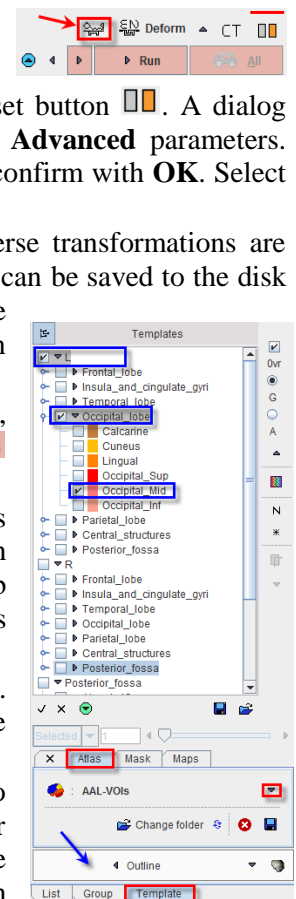 Deform CT
Run All
set button . A dialog
Advanced parameters.
confirm with OK. Select
erse transformations are
can be saved to the disk
Templates
L
Frontal_lobe
Insula_and_cingulate_gyri
Temporal_lobe
Occipital_lobe
Calcarine
Cuneus
Lingual
Occipital_Sup
Occipital_Mid
Occipital_Inf
Parietal_lobe
Central_structures
Posterior_fossa
R
Frontal_lobe
Insula_and_cingulate_gyri
Temporal_lobe
Occipital_lobe
Parietal_lobe
Central_structures
Posterior_fossa
Posterior_fossa
0vr
G
A
N
Selected 1
X Atlas Mask Maps
: AAL-VOIs
Change folder
Outline
List Group Template